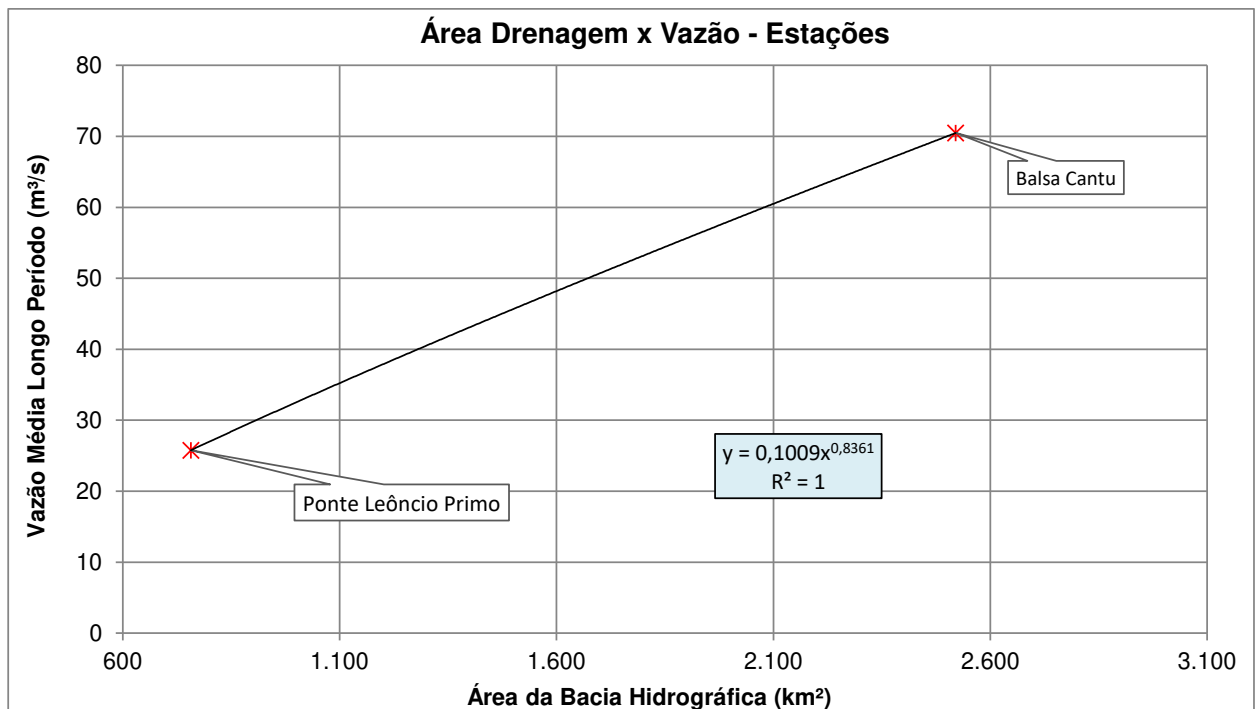 Área Drenagem x Vazão - Estações
Vazão Média Longo Período (m³/s)
80
70
60
50
40
30
20
10
0
Balsa Cantu
Ponte Leôncio Primo
y = 0,1009x^0,8361
R² = 1
600 1.100 1.600 2.100 2.600 3.100
Área da Bacia Hidrográfica (km²)